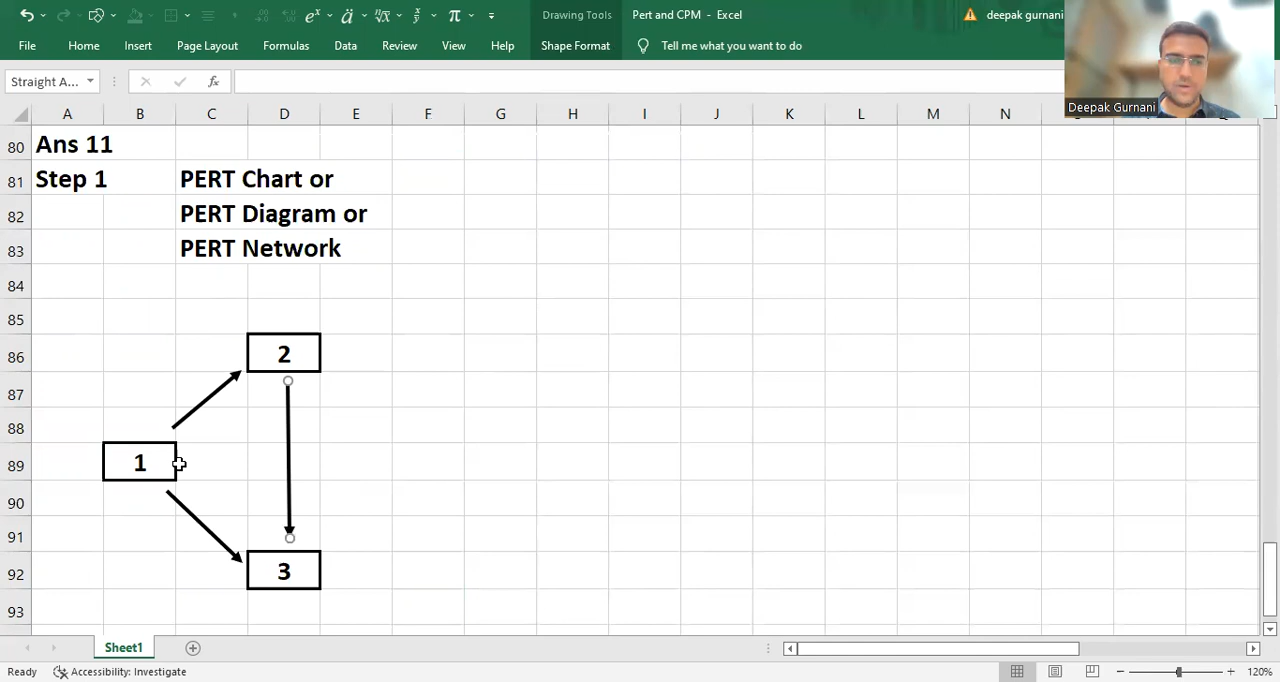 Drawing Tools
Pert and CPM - Excel
deepak gurnani
File Home Insert Page Layout Formulas Data Review View Help Shape Format Tell me what you want to do
Straight A... fx
Deepak Gurnani
A B C D E F G H I J K L M N
80 Ans 11
81 Step 1 PERT Chart or
82 PERT Diagram or
83 PERT Network
84
85
86 2
87
88
89 1
90
91
92 3
93
Sheet1
Ready Accessibility: Investigate 120%